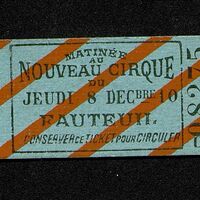 MATINÉE
AU
NOUVEAU CIRQUE
DU
JEUDI 8 DECBRE 10
FAUTEUIL
CONSERVER CE TICKET POUR CIRCULER